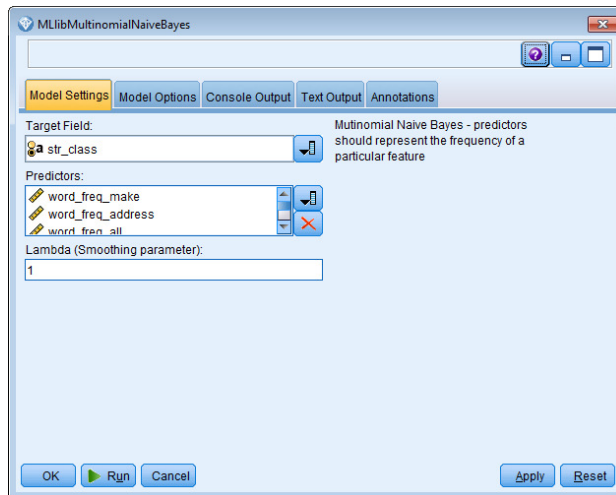 MLlibMultinomialNaiveBayes
Model Settings
Model Options
Console Output
Text Output
Annotations
Target Field:
a str_class
Mutinomial Naive Bayes - predictors
should represent the frequency of a
particular feature
Predictors:
word_freq_make
word_freq_address
word_freq_all
Lambda (Smoothing parameter):
1
OK
Run
Cancel
Apply
Reset